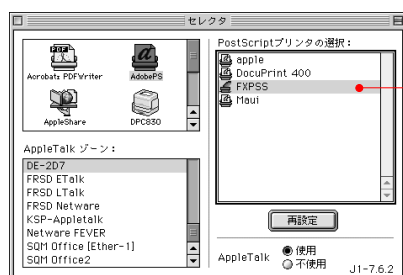 セレクタ
Acrobat: PDFWriter
AdobePS
AppleShare
DPC830
AppleTalk ゾーン：
DE-2D7
FRSD ETalk
FRSD LTalk
FRSD Netware
KSP-Appletalk
Netware FEVER
SQM Office [Ether-1]
SQM Office2
PostScriptプリンタの選択：
apple
DocuPrint 400
FXPSS
Maui
再設定
AppleTalk
使用
不使用
J1-7.6.2